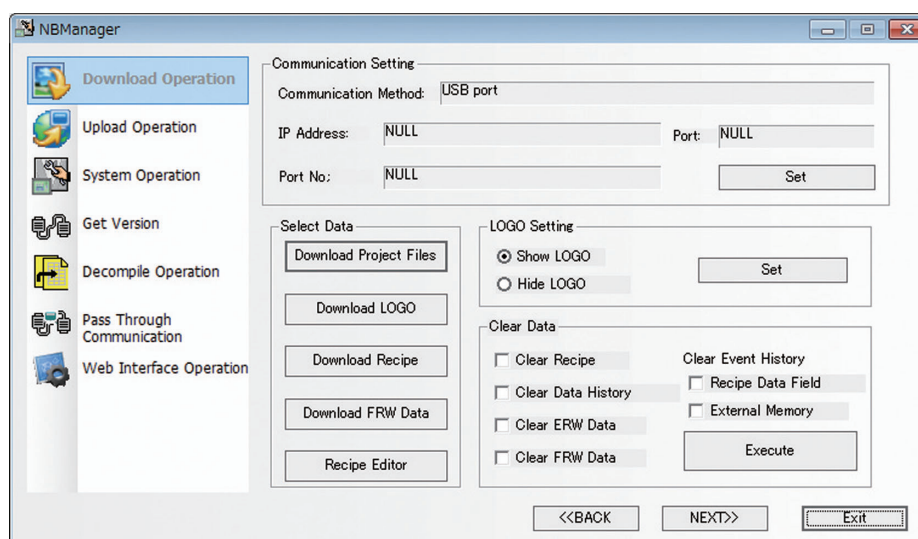 NBManager
Download Operation
Upload Operation
System Operation
Get Version
Decompile Operation
Pass Through
Communication
Web Interface Operation
Communication Setting
Communication Method: USB port
IP Address: NULL Port: NULL
Port No: NULL Set
Select Data
Download Project Files
Download LOGO
Download Recipe
Download FRW Data
Recipe Editor
LOGO Setting
Show LOGO
Hide LOGO
Set
Clear Data
Clear Recipe
Clear Data History
Clear ERW Data
Clear FRW Data
Clear Event History
Recipe Data Field
External Memory
Execute
<<BACK NEXT>> Exit